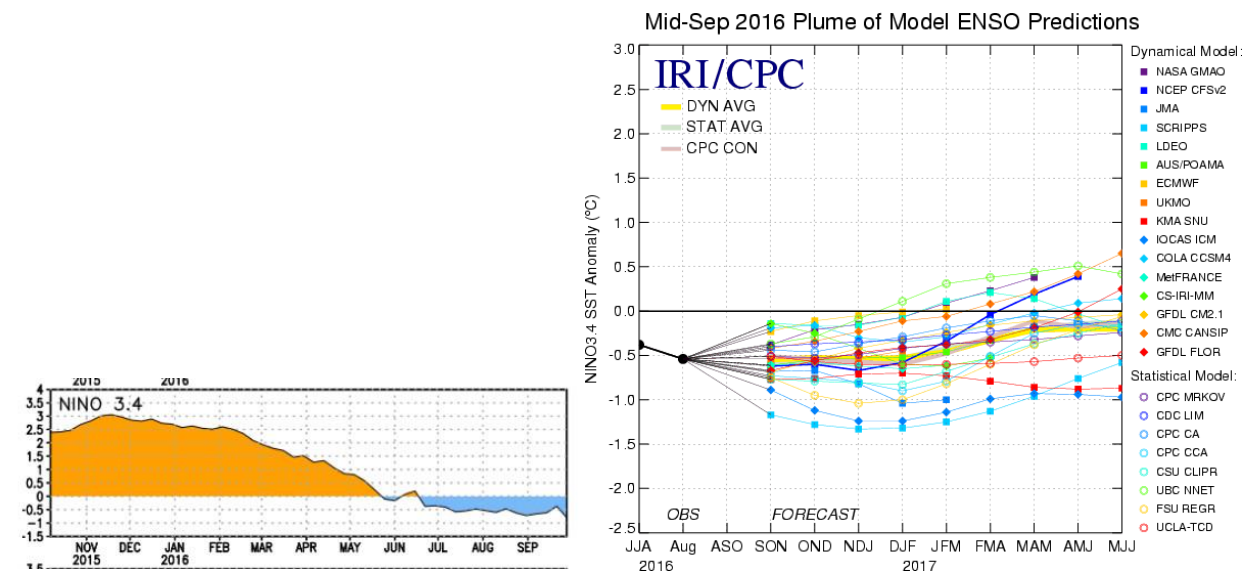 2015 2016
NINO 3.4
4
3.5
3
2.5
2
1.5
1
0.5
0
-0.5
-1
-1.5
NOV DEC JAN FEB MAR APR MAY JUN JUL AUG SEP
2015 2016
3.5
Mid-Sep 2016 Plume of Model ENSO Predictions
IRI/CPC
DYN AVG
STAT AVG
CPC CON
NINO3.4 SST Anomaly (ºC)
3.0
2.5
2.0
1.5
1.0
0.5
0.0
-0.5
-1.0
-1.5
-2.0
-2.5
OBS FORECAST
JJA Aug ASO SON OND NDJ DJF JFM FMA MAM AMJ MJJ
2016 2017
Dynamical Model:
NASA GMAO
NCEP CFSv2
JMA
SCRIPPS
LDEO
AUS/POAMA
ECMWF
UKMO
KMA SNU
IOCAS ICM
COLA CCSM4
MetFRANCE
CS-IRI-MM
GFDL CM2.1
CMC CANSIP
GFDL FLOR
Statistical Model:
CPC MRKOV
CDC LIM
CPC CA
CPC CCA
CSU CLIPR
UBC NNET
FSU REGR
UCLA-TCD